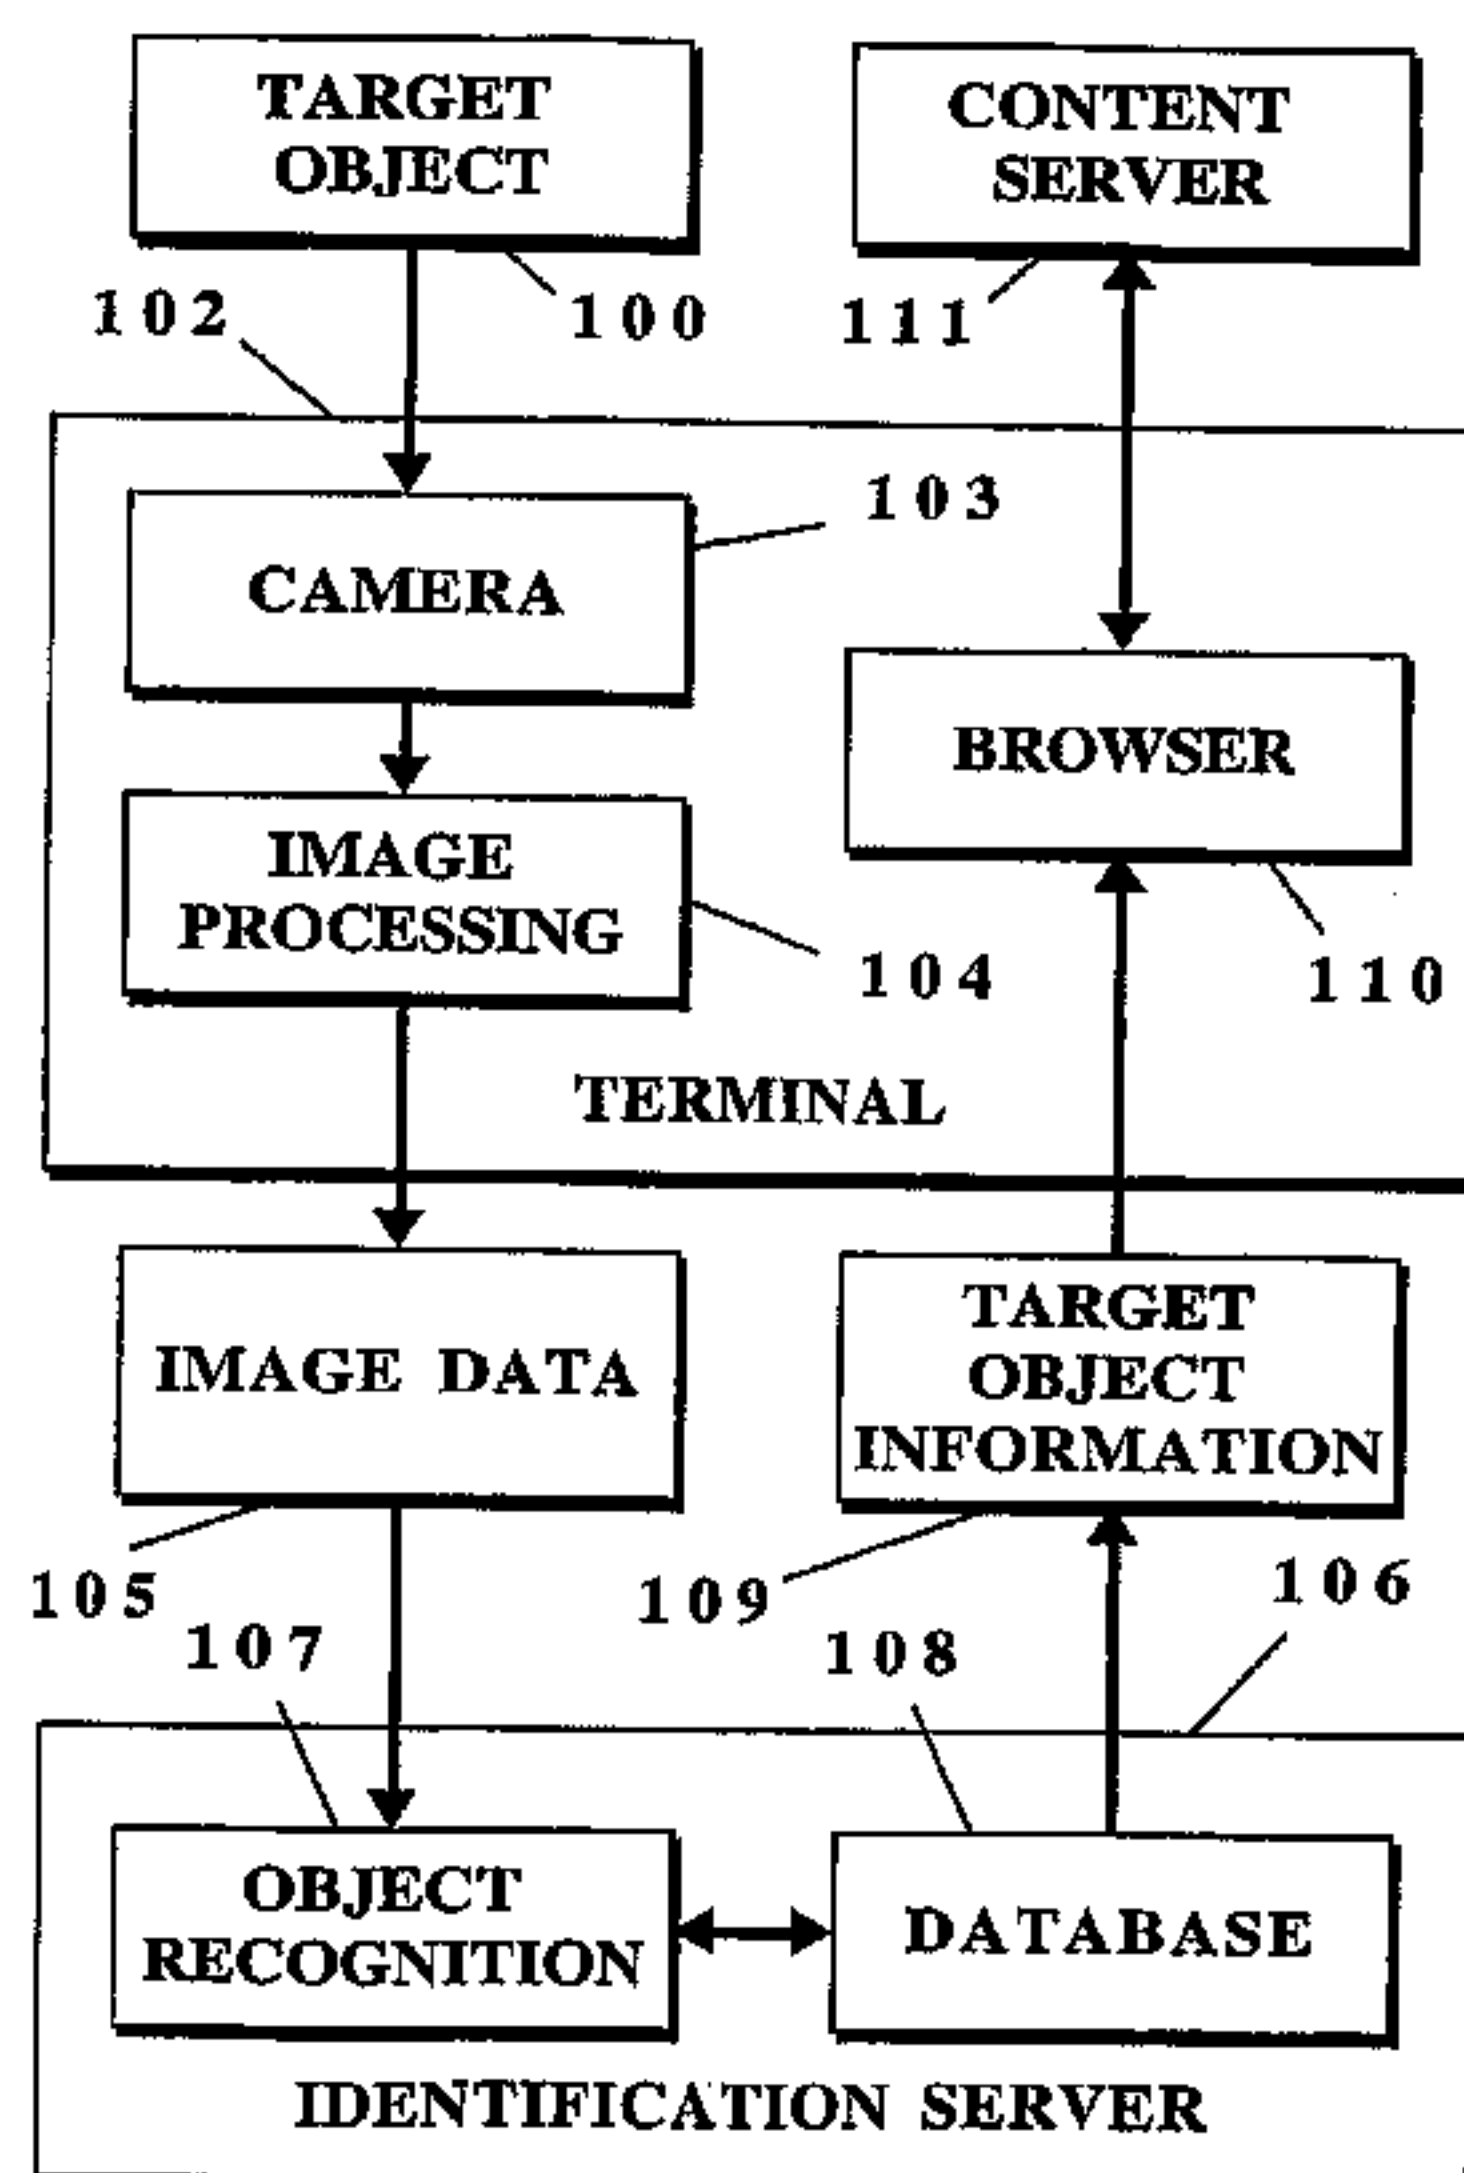 TARGET
OBJECT
CONTENT
SERVER
102
100
111
103
CAMERA
BROWSER
IMAGE
PROCESSING
104
110
TERMINAL
IMAGE DATA
TARGET
OBJECT
INFORMATION
105
109
106
107
108
OBJECT
RECOGNITION
DATABASE
IDENTIFICATION SERVER